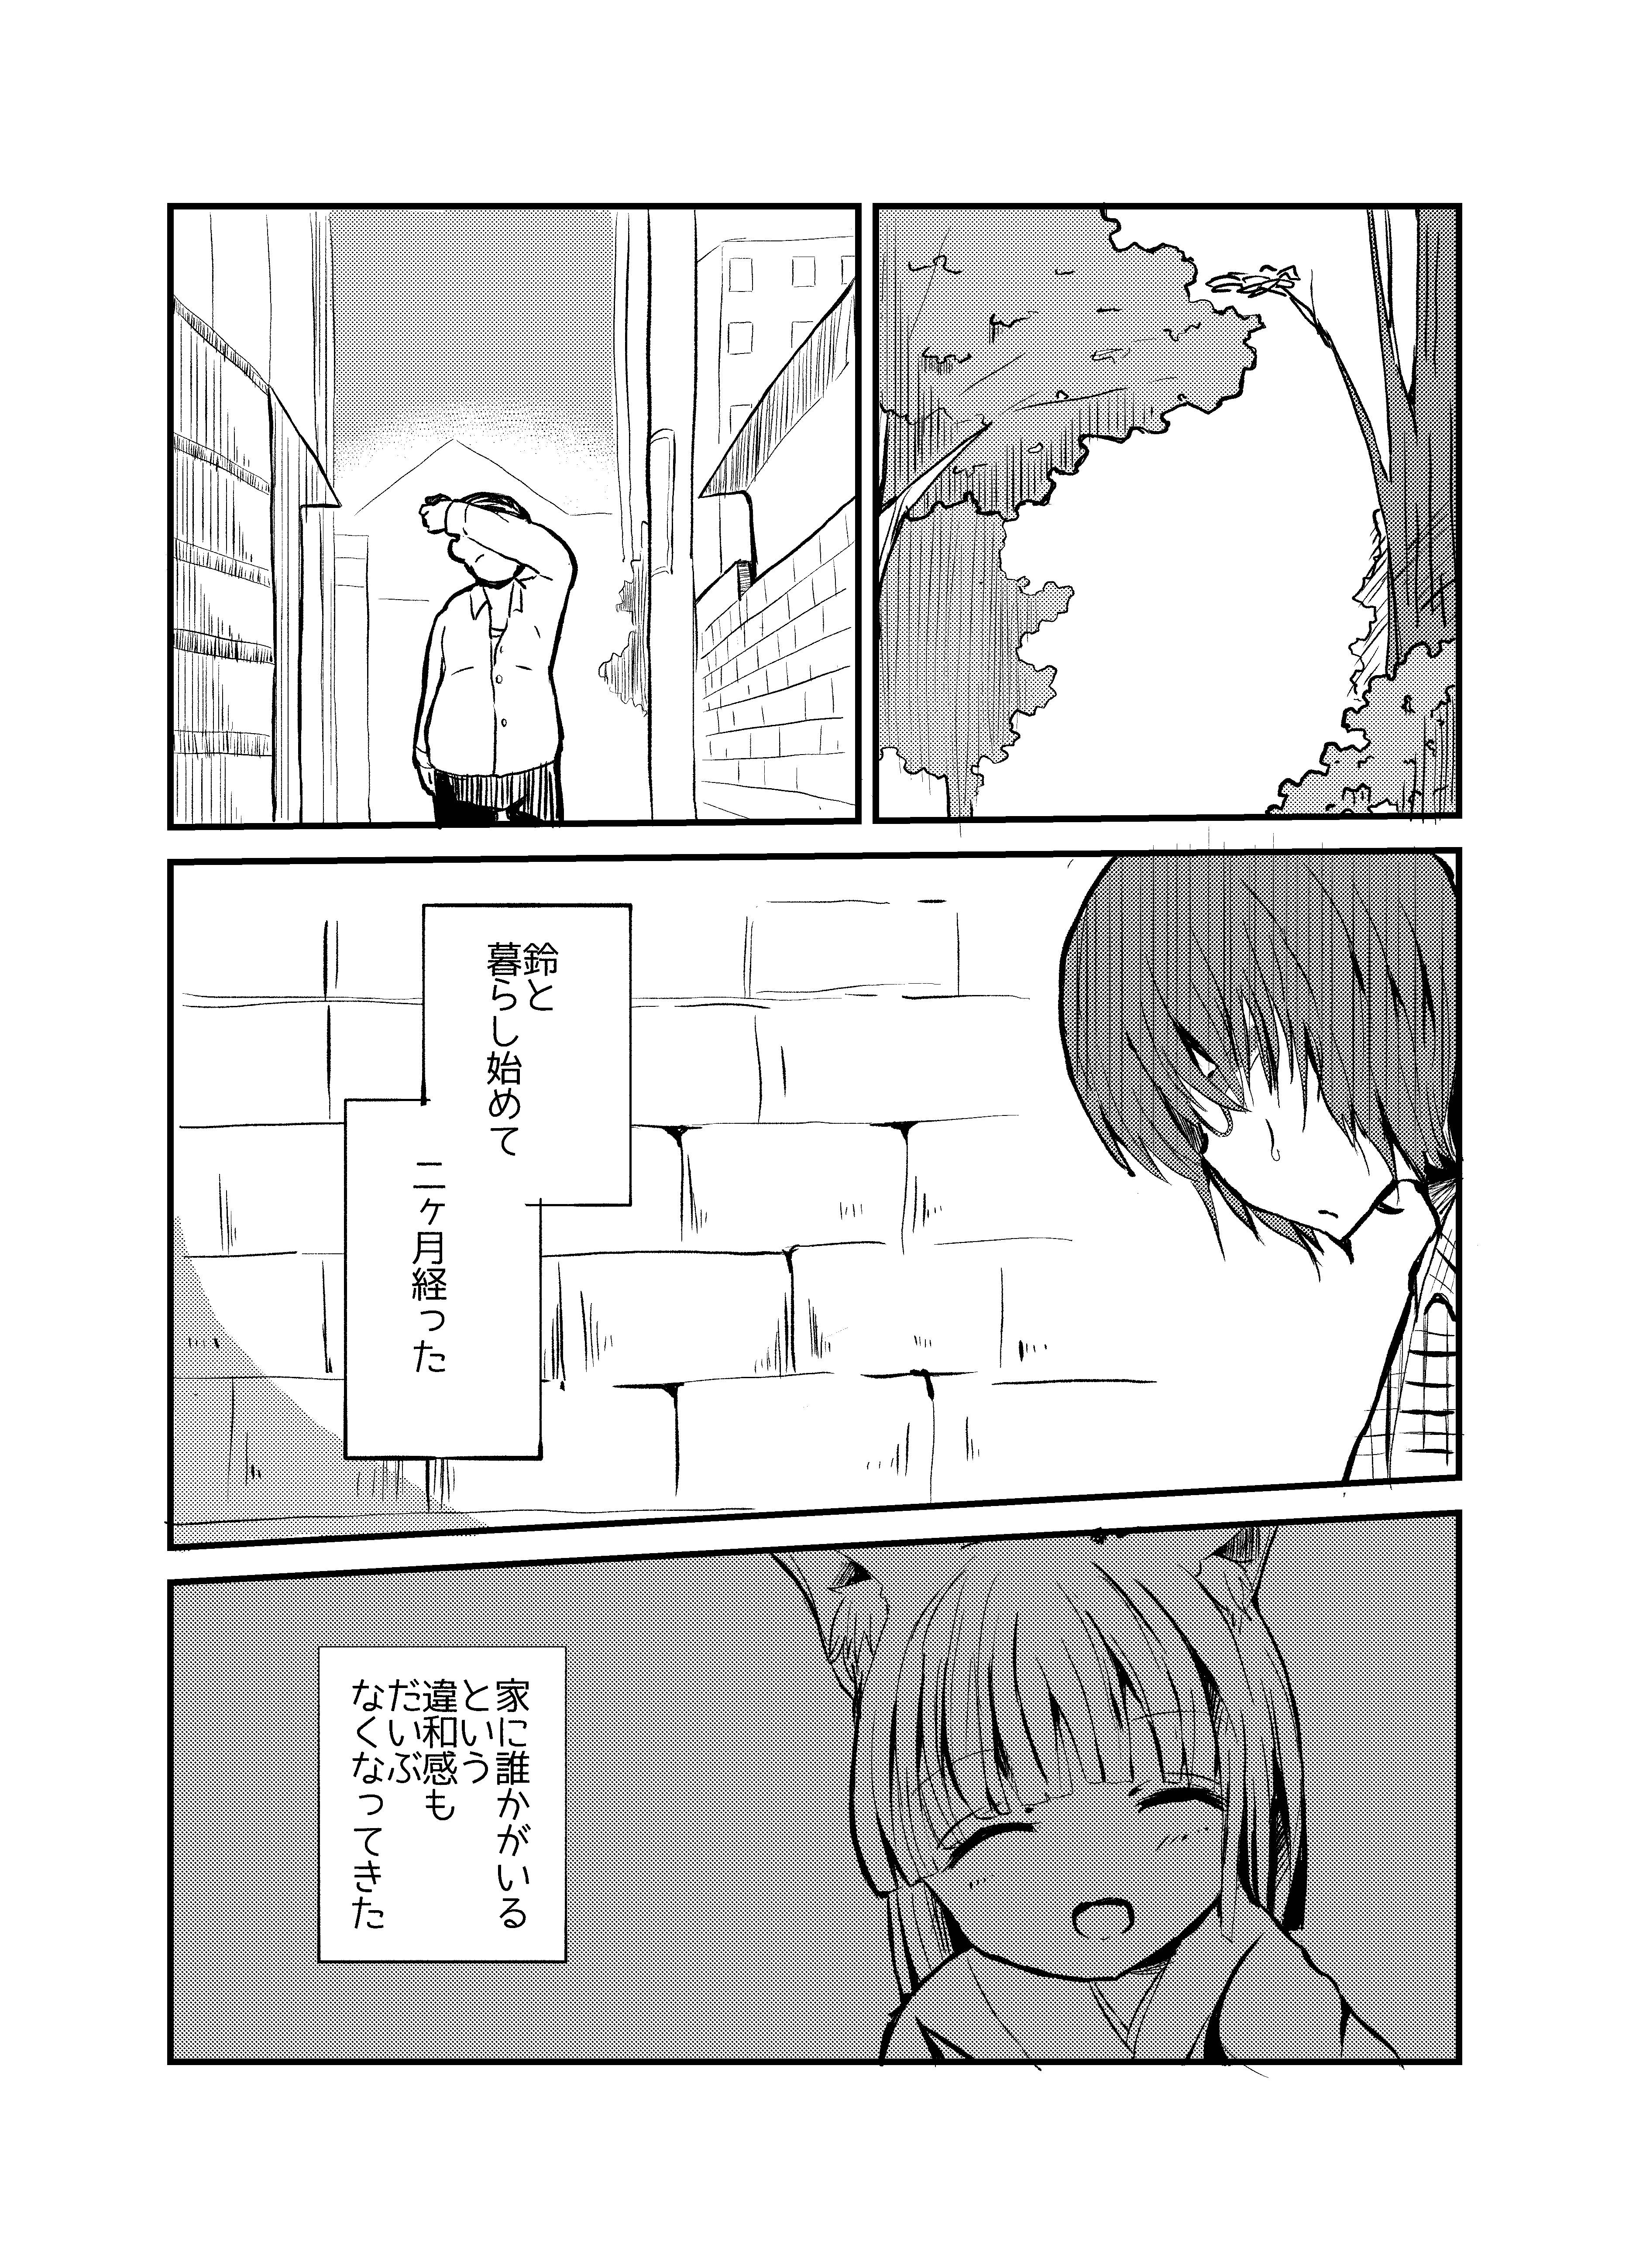 鈴と
暮らし始めて
二ヶ月経った
家に誰かがいる
という
違和感も
だいぶ
なくなってきた